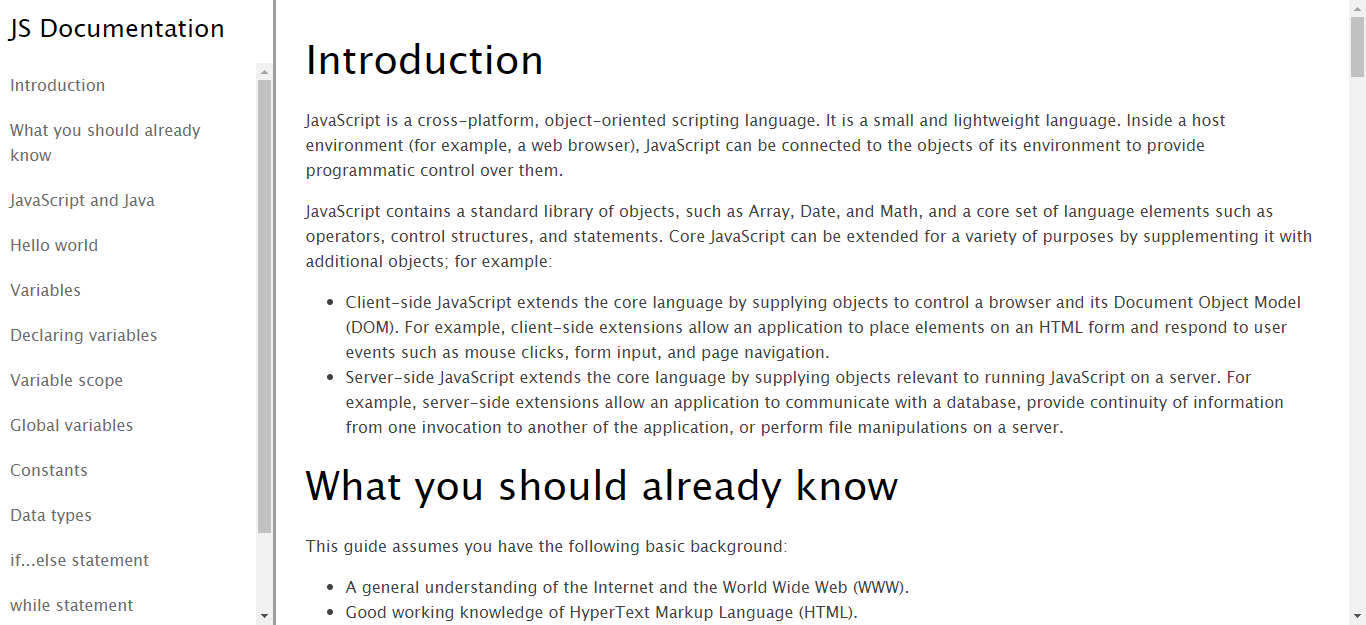 JS Documentation
Introduction
What you should already
know
JavaScript and Java
Hello world
Variables
Declaring variables
Variable scope
Global variables
Constants
Data types
if...else statement
while statement
Introduction
JavaScript is a cross-platform, object-oriented scripting language. It is a small and lightweight language. Inside a host
environment (for example, a web browser), JavaScript can be connected to the objects of its environment to provide
programmatic control over them.
JavaScript contains a standard library of objects, such as Array, Date, and Math, and a core set of language elements such as
operators, control structures, and statements. Core JavaScript can be extended for a variety of purposes by supplementing it with
additional objects; for example:
• Client-side JavaScript extends the core language by supplying objects to control a browser and its Document Object Model
(DOM). For example, client-side extensions allow an application to place elements on an HTML form and respond to user
events such as mouse clicks, form input, and page navigation.
• Server-side JavaScript extends the core language by supplying objects relevant to running JavaScript on a server. For
example, server-side extensions allow an application to communicate with a database, provide continuity of information
from one invocation to another of the application, or perform file manipulations on a server.
What you should already know
This guide assumes you have the following basic background:
• A general understanding of the Internet and the World Wide Web (WWW).
• Good working knowledge of HyperText Markup Language (HTML).